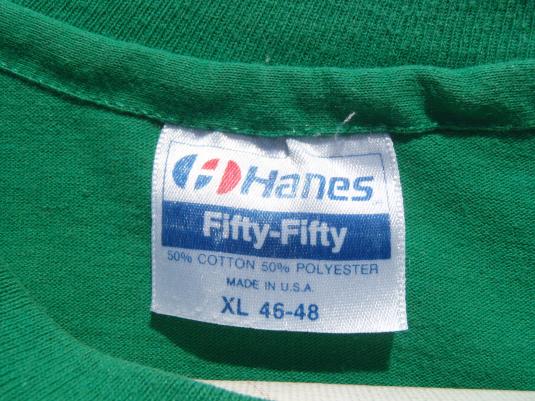 Hanes
Fifty-Fifty
50% COTTON 50% POLYESTER
MADE IN U.S.A.
XL 46-48